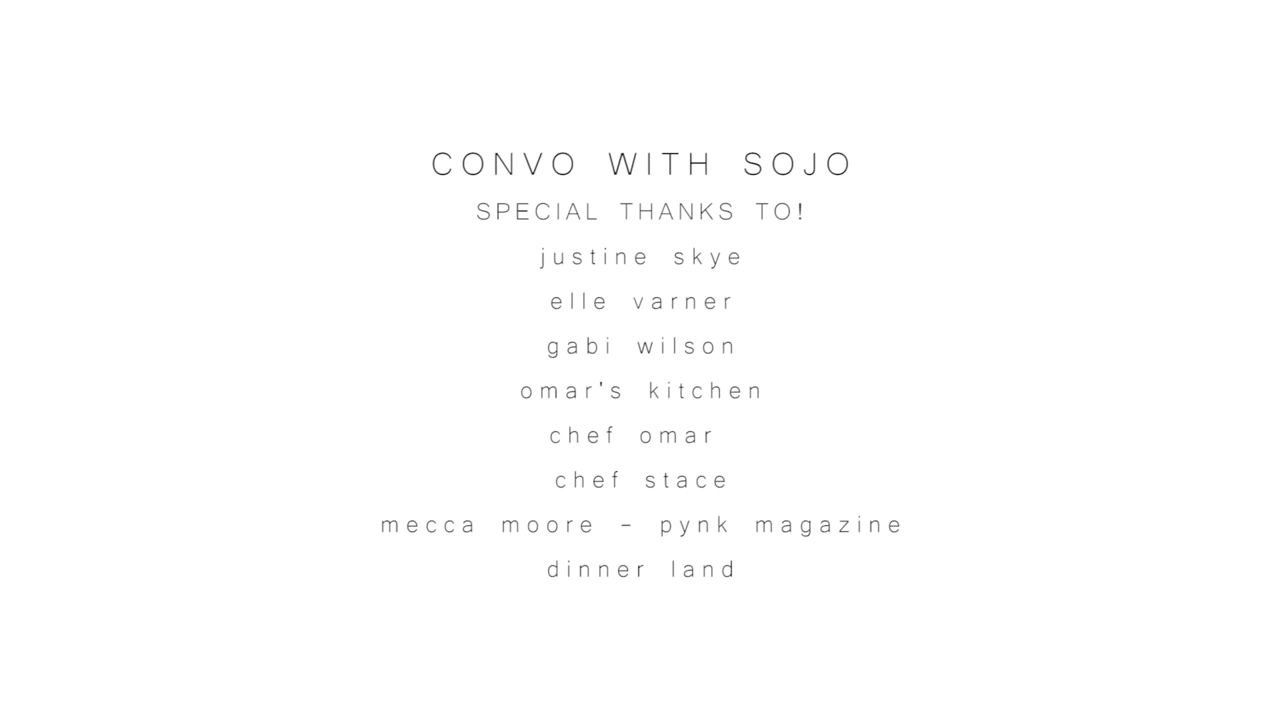 CONVO WITH SOJO
SPECIAL THANKS TO!
justine skye
elle varner
gabi wilson
omar's kitchen
chef omar
chef stace
mecca moore - pynk magazine
dinner land